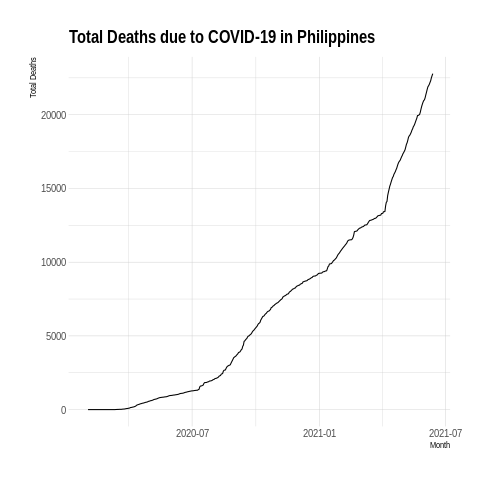 Total Deaths due to COVID-19 in Philippines
Total Deaths
20000
15000
10000
5000
0
2020-07
2021-01
2021-07
Month